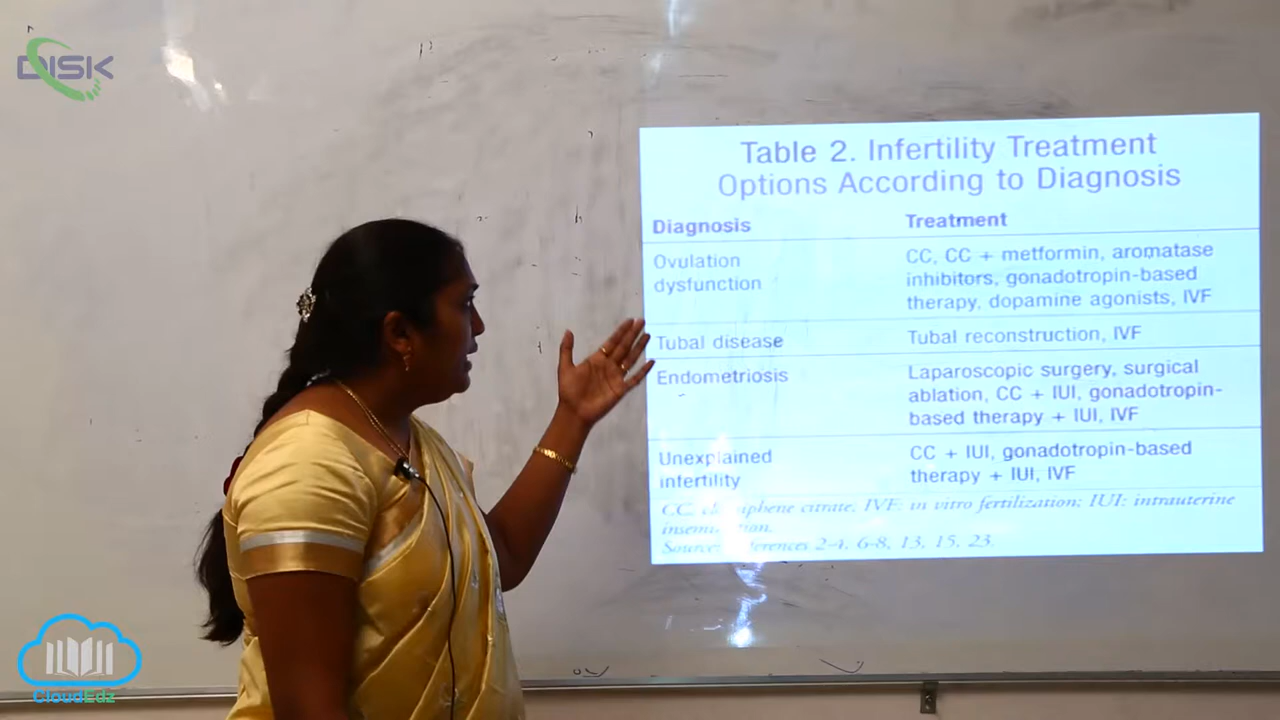 DISK
Table 2. Infertility Treatment
Options According to Diagnosis
Diagnosis Treatment
Ovulation
dysfunction
CC, CC + metformin, aromatase
inhibitors, gonadotropin-based
therapy, dopamine agonists, IVF
Tubal disease Tubal reconstruction, IVF
Endometriosis
Laparoscopic surgery, surgical
ablation, CC + IUI, gonadotropin-
based therapy + IUI, IVF
Unexplained
infertility
CC + IUI, gonadotropin-based
therapy + IUI, IVF
CC: citrate. IVF: in vitro fertilization; IUI: intrauterine
2-4, 6-8, 13, 15, 23.
CloudEdz